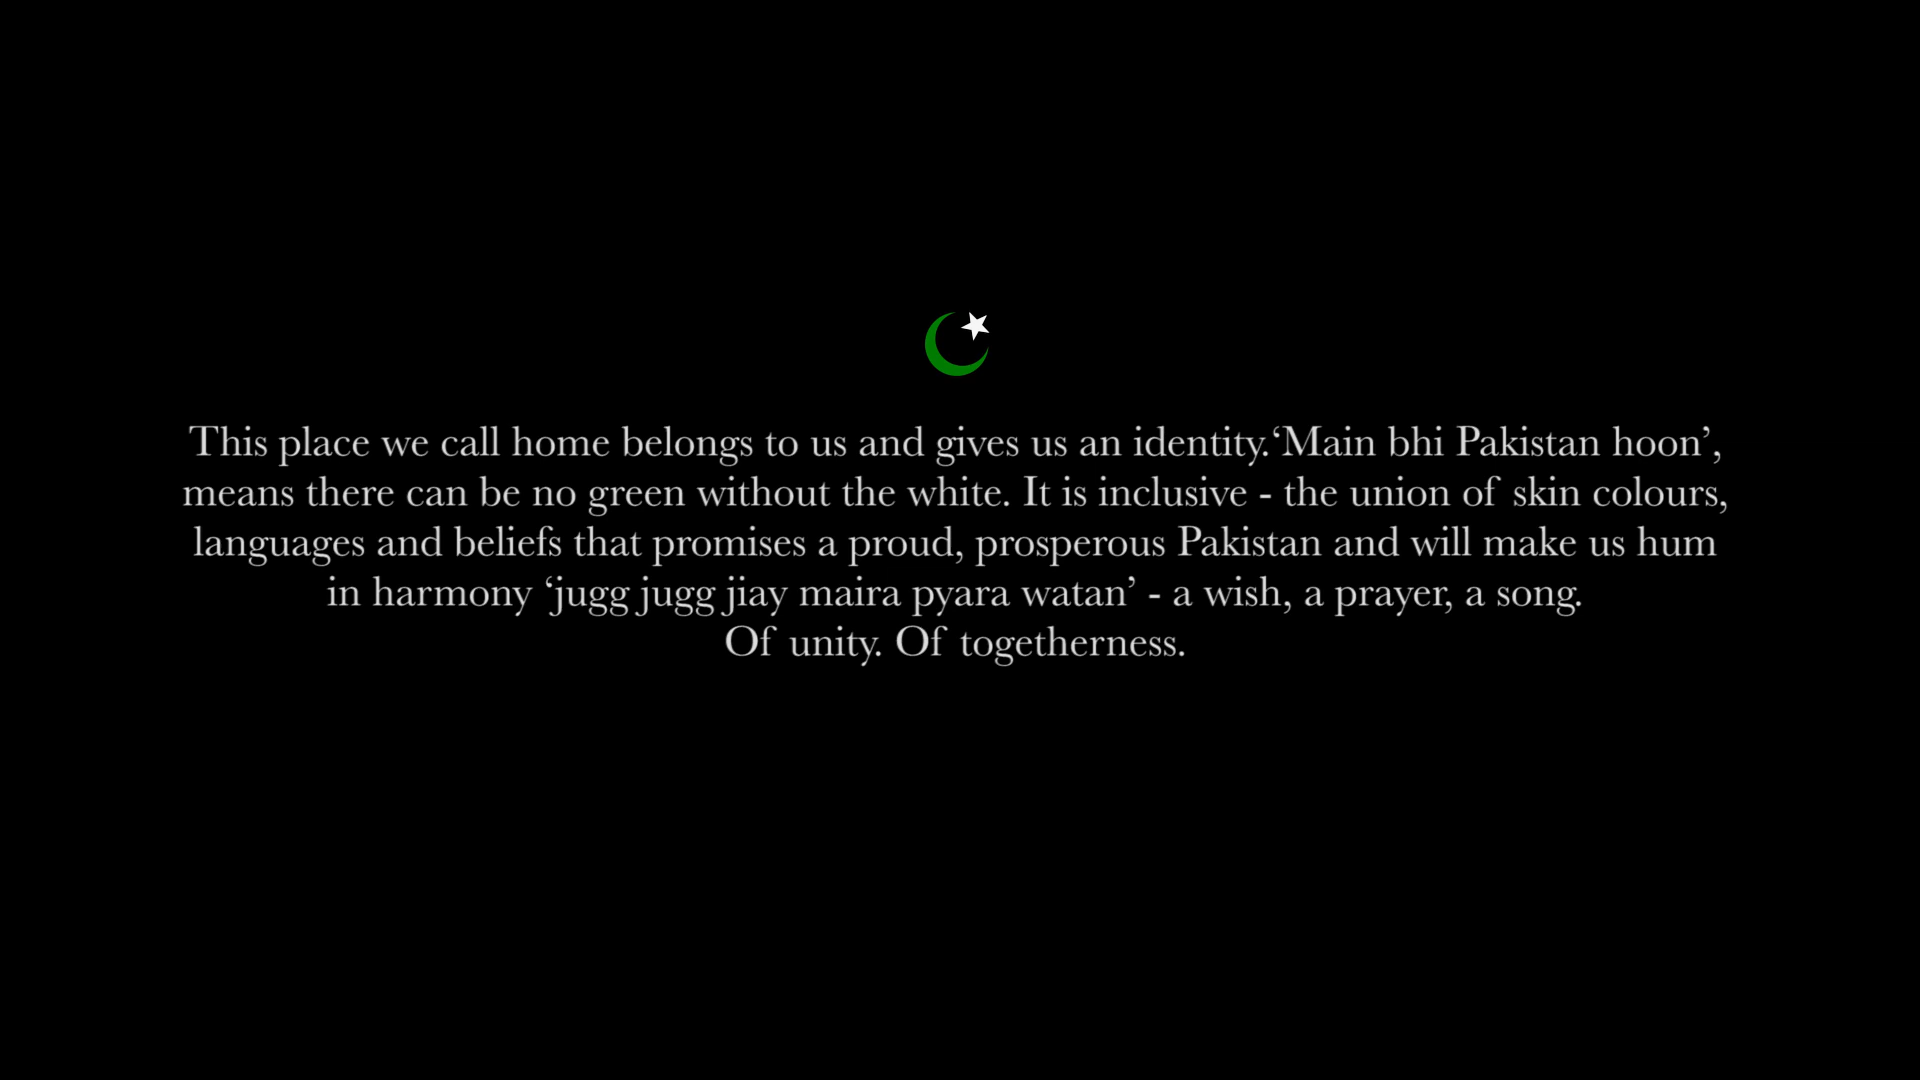 This place we call home belongs to us and gives us an identity.‘Main bhi Pakistan hoon’,
means there can be no green without the white. It is inclusive - the union of skin colours,
languages and beliefs that promises a proud, prosperous Pakistan and will make us hum
in harmony ‘jugg jugg jiay maira pyara watan’ - a wish, a prayer, a song.
Of unity. Of togetherness.